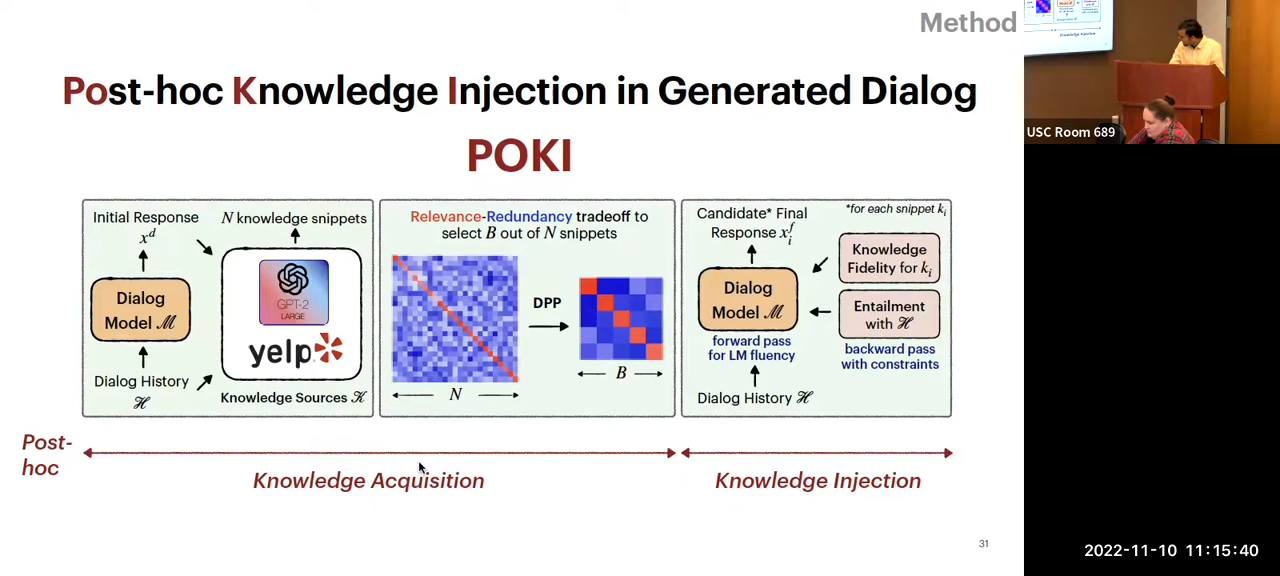 Method
Post-hoc Knowledge Injection in Generated Dialog
POKI
Initial Response
x^d
N knowledge snippets
Dialog
Model ℳ
GPT-2
LARGE
yelp
Dialog History
ℋ
Knowledge Sources 𝒦
Relevance-Redundancy tradeoff to
select B out of N snippets
DPP
N
B
Candidate* Final
Response x_i^f
*for each snippet k_i
Dialog
Model ℳ
forward pass
for LM fluency
Dialog History ℋ
Knowledge
Fidelity for k_i
Entailment
with ℋ
backward pass
with constraints
Post-
hoc
Knowledge Acquisition
Knowledge Injection
31
USC Room 689
2022-11-10 11:15:40